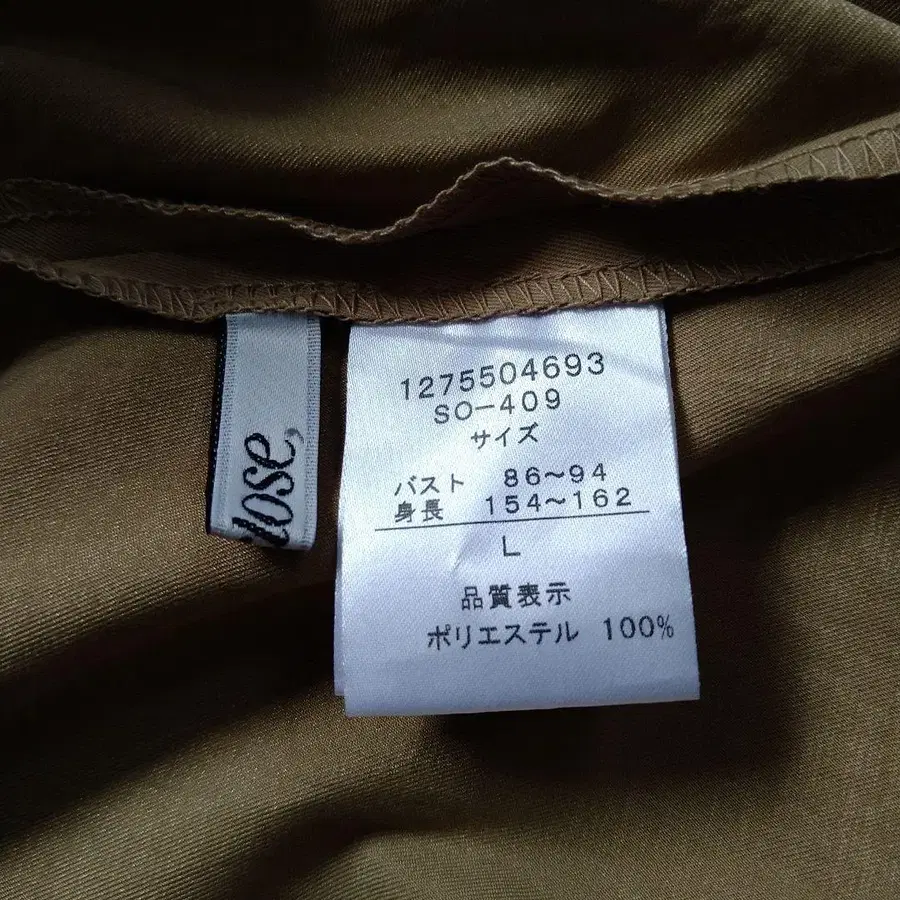 1275504693
SO-409
サイズ
バスト 86～94
身長 154～162
L
品質表示
ポリエステル 100%